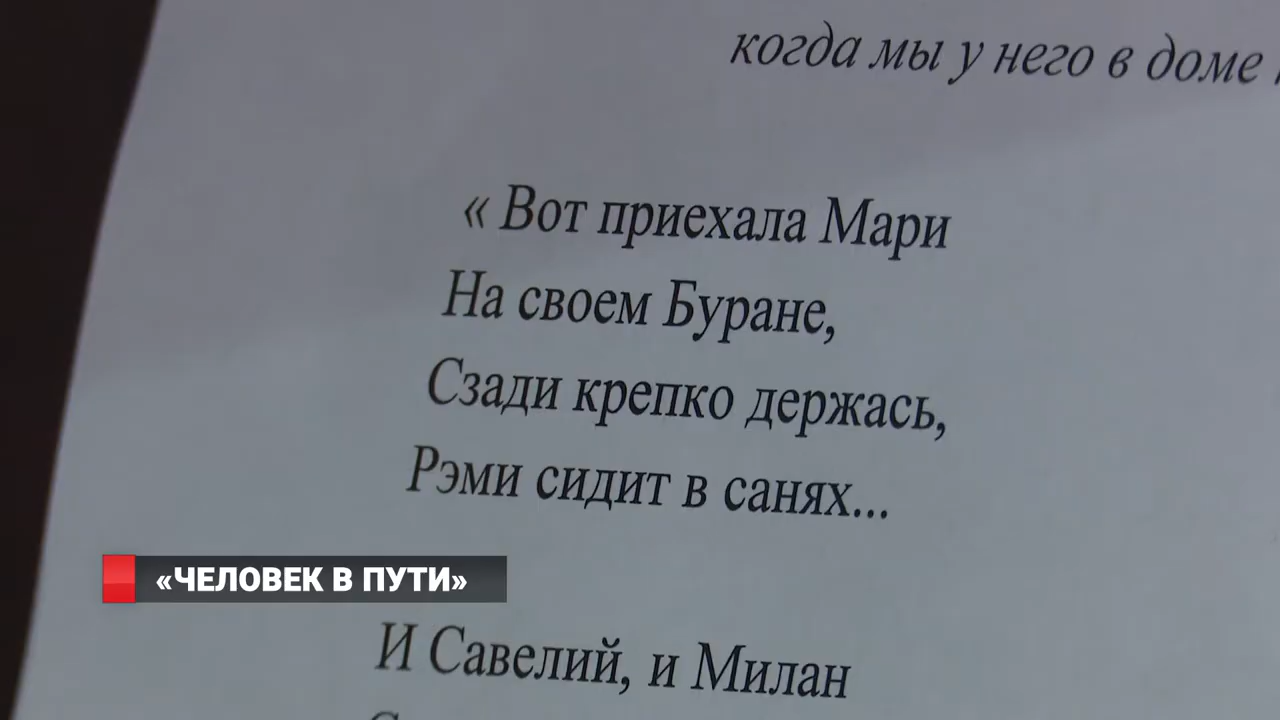 когда мы у него в доме
« Вот приехала Мари
На своем Буране,
Сзади крепко держась,
Рэми сидит в санях...
«ЧЕЛОВЕК В ПУТИ»
И Савелий, и Милан